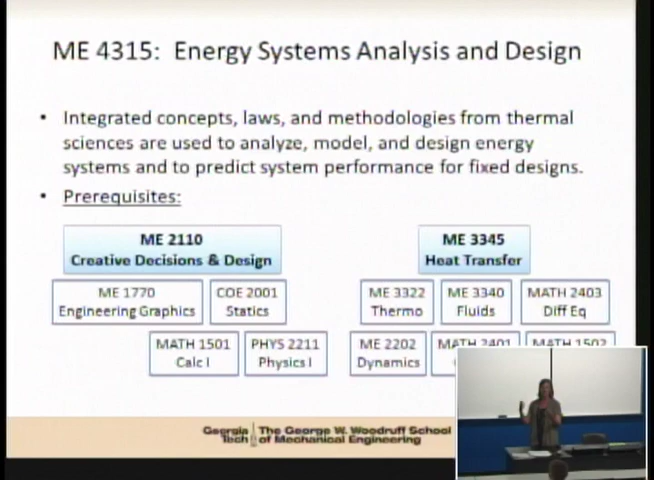 ME 4315: Energy Systems Analysis and Design
• Integrated concepts, laws, and methodologies from thermal
sciences are used to analyze, model, and design energy
systems and to predict system performance for fixed designs.
• Prerequisites:
ME 2110
Creative Decisions & Design
ME 3345
Heat Transfer
ME 1770
Engineering Graphics
COE 2001
Statics
ME 3322
Thermo
ME 3340
Fluids
MATH 2403
Diff Eq
MATH 1501
Calc I
PHYS 2211
Physics I
ME 2202
Dynamics
MATH 2401
MATH 1502
Georgia
Tech
The George W. Woodruff School
of Mechanical Engineering